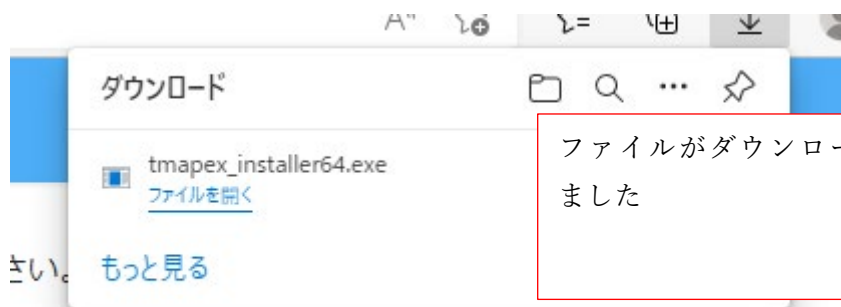 ダウンロード
tmapex_installer64.exe
ファイルを開く
もっと見る
さい。
ファイルがダウンロー
ました